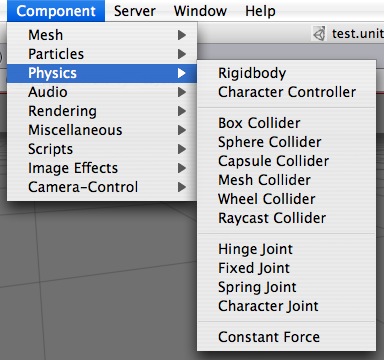 Component Server Window Help
test.unit
Mesh
Particles
Physics
Audio
Rendering
Miscellaneous
Scripts
Image Effects
Camera-Control
Rigidbody
Character Controller
Box Collider
Sphere Collider
Capsule Collider
Mesh Collider
Wheel Collider
Raycast Collider
Hinge Joint
Fixed Joint
Spring Joint
Character Joint
Constant Force